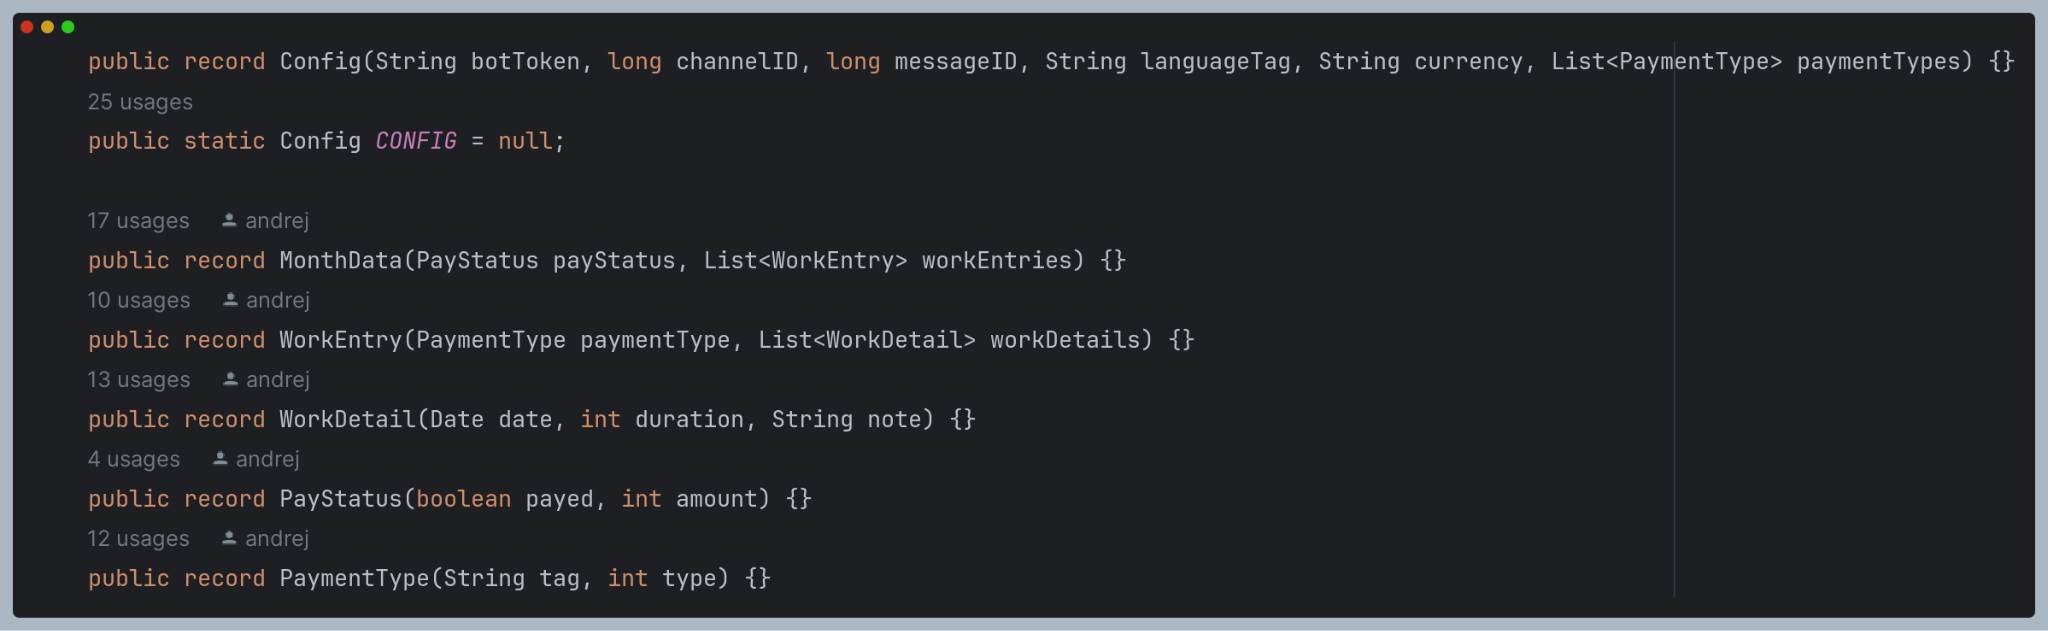 public record Config(String botToken, long channelID, long messageID, String languageTag, String currency, List<PaymentType> paymentTypes) {}
25 usages
public static Config CONFIG = null;
17 usages andrej
public record MonthData(PayStatus payStatus, List<WorkEntry> workEntries) {}
10 usages andrej
public record WorkEntry(PaymentType paymentType, List<WorkDetail> workDetails) {}
13 usages andrej
public record WorkDetail(Date date, int duration, String note) {}
4 usages andrej
public record PayStatus(boolean payed, int amount) {}
12 usages andrej
public record PaymentType(String tag, int type) {}